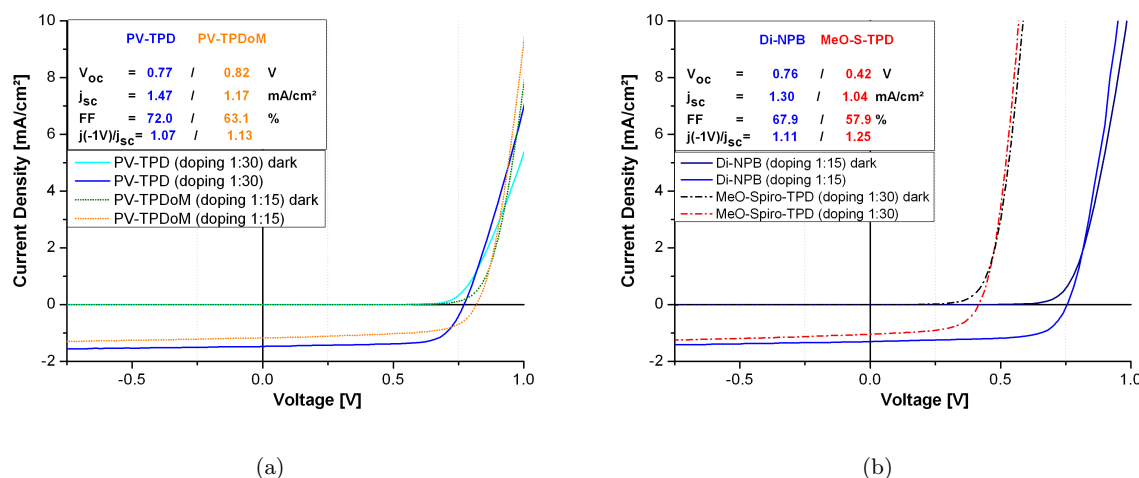 PV-TPD PV-TPDoM
Voc = 0.77 / 0.82 V
jsc = 1.47 / 1.17 mA/cm²
FF = 72.0 / 63.1 %
j(-1V)/jsc= 1.07 / 1.13
PV-TPD (doping 1:30) dark
PV-TPD (doping 1:30)
PV-TPDoM (doping 1:15) dark
PV-TPDoM (doping 1:15)
Current Density [mA/cm²]
10
8
6
4
2
0
-2
-0.5 0.0 0.5 1.0
Voltage [V]
(a)
Di-NPB MeO-S-TPD
Voc = 0.76 / 0.42 V
jsc = 1.30 / 1.04 mA/cm²
FF = 67.9 / 57.9 %
j(-1V)/jsc= 1.11 / 1.25
Di-NPB (doping 1:15) dark
Di-NPB (doping 1:15)
MeO-Spiro-TPD (doping 1:30) dark
MeO-Spiro-TPD (doping 1:30)
Current Density [mA/cm²]
10
8
6
4
2
0
-2
-0.5 0.0 0.5 1.0
Voltage [V]
(b)